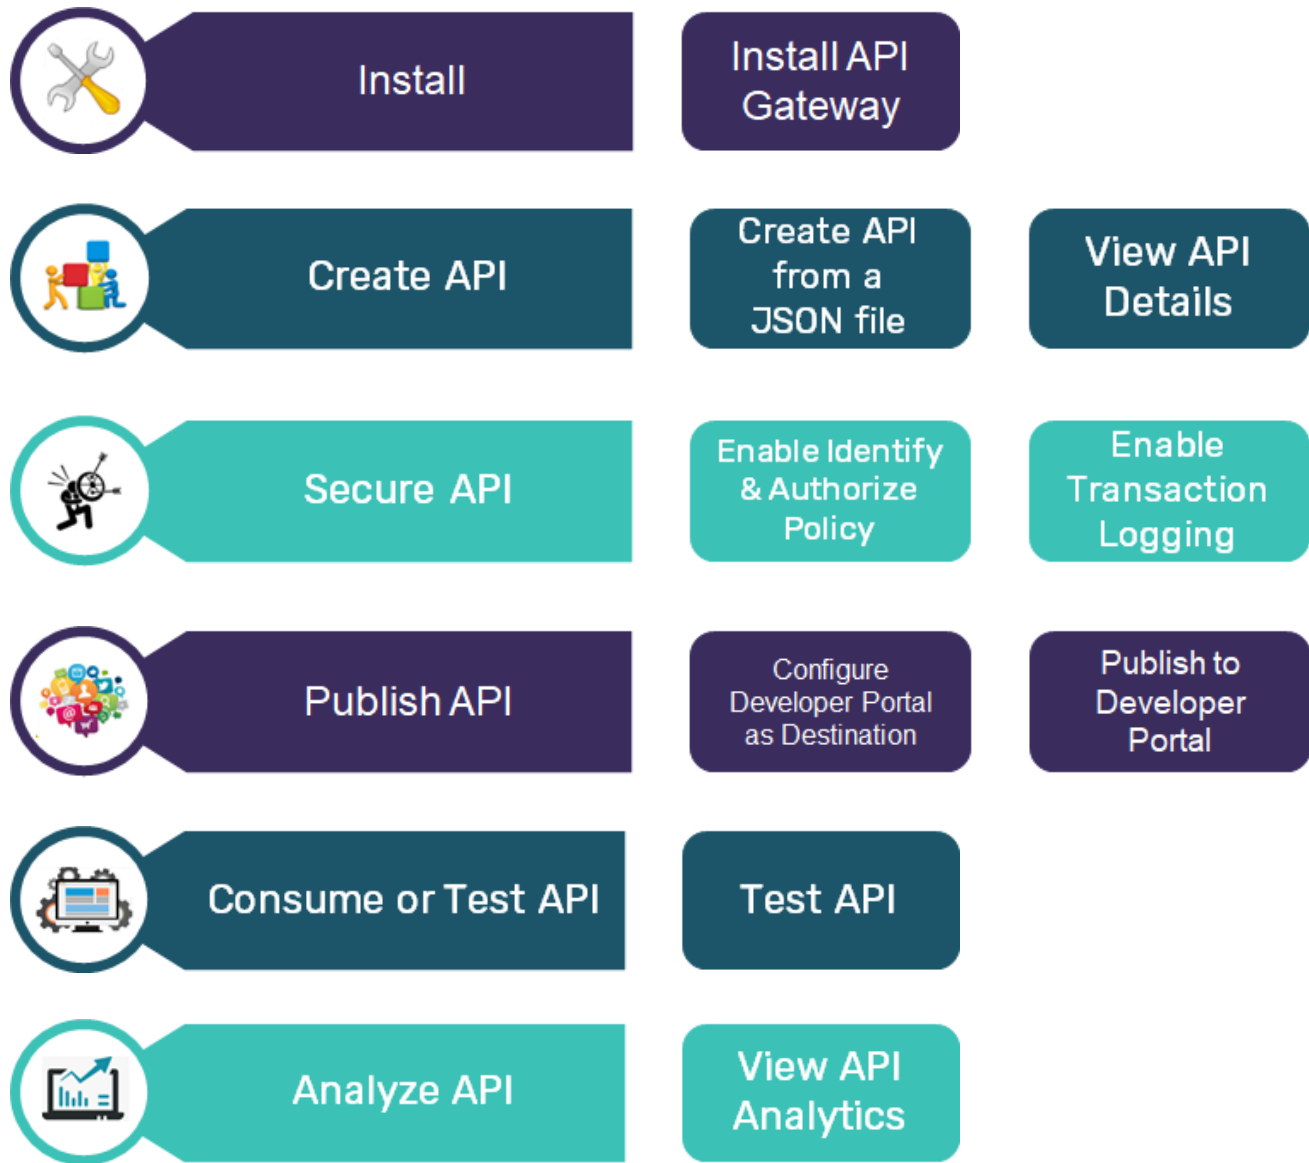 Install
Install API
Gateway
Create API
Create API
from a
JSON file
View API
Details
Secure API
Enable Identify
& Authorize
Policy
Enable
Transaction
Logging
Publish API
Configure
Developer Portal
as Destination
Publish to
Developer
Portal
Consume or Test API
Test API
Analyze API
View API
Analytics